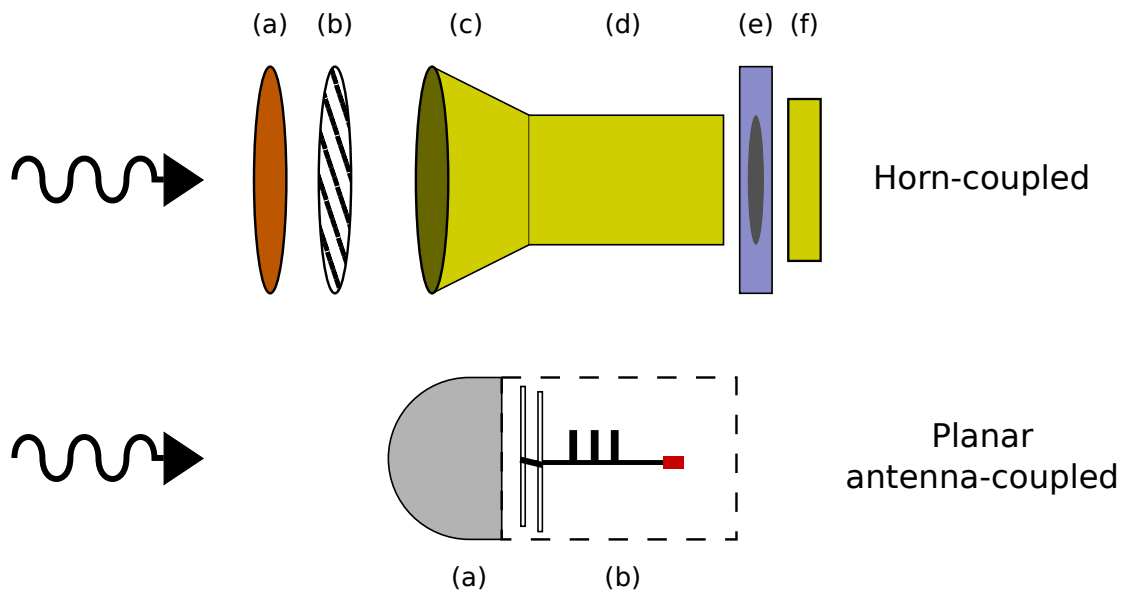 (a) (b) (c) (d) (e) (f)
Horn-coupled
Planar
antenna-coupled
(a) (b)